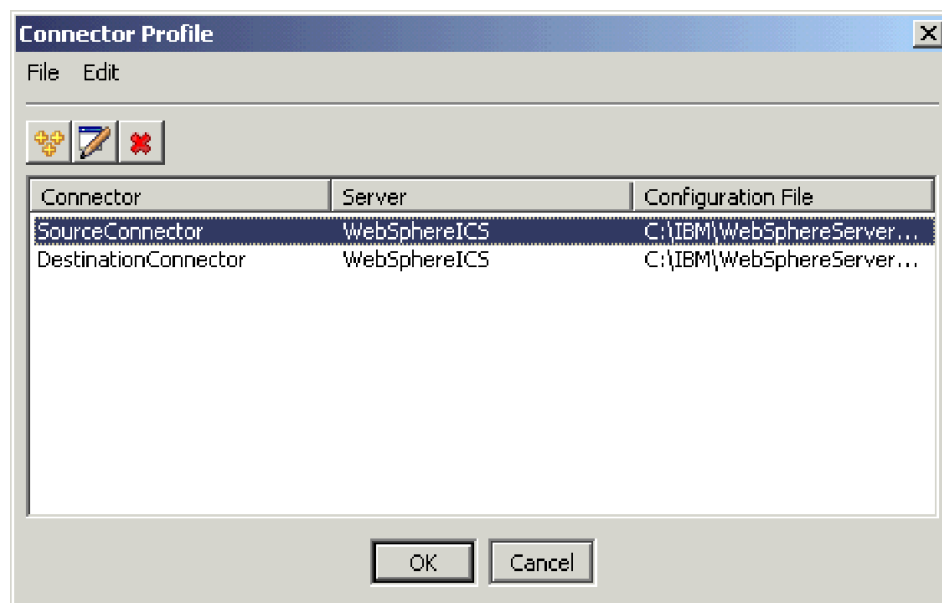 Connector Profile
File Edit
Connector Server Configuration File
SourceConnector WebSphereICS C:\IBM\WebSphereServer...
DestinationConnector WebSphereICS C:\IBM\WebSphereServer...
OK Cancel